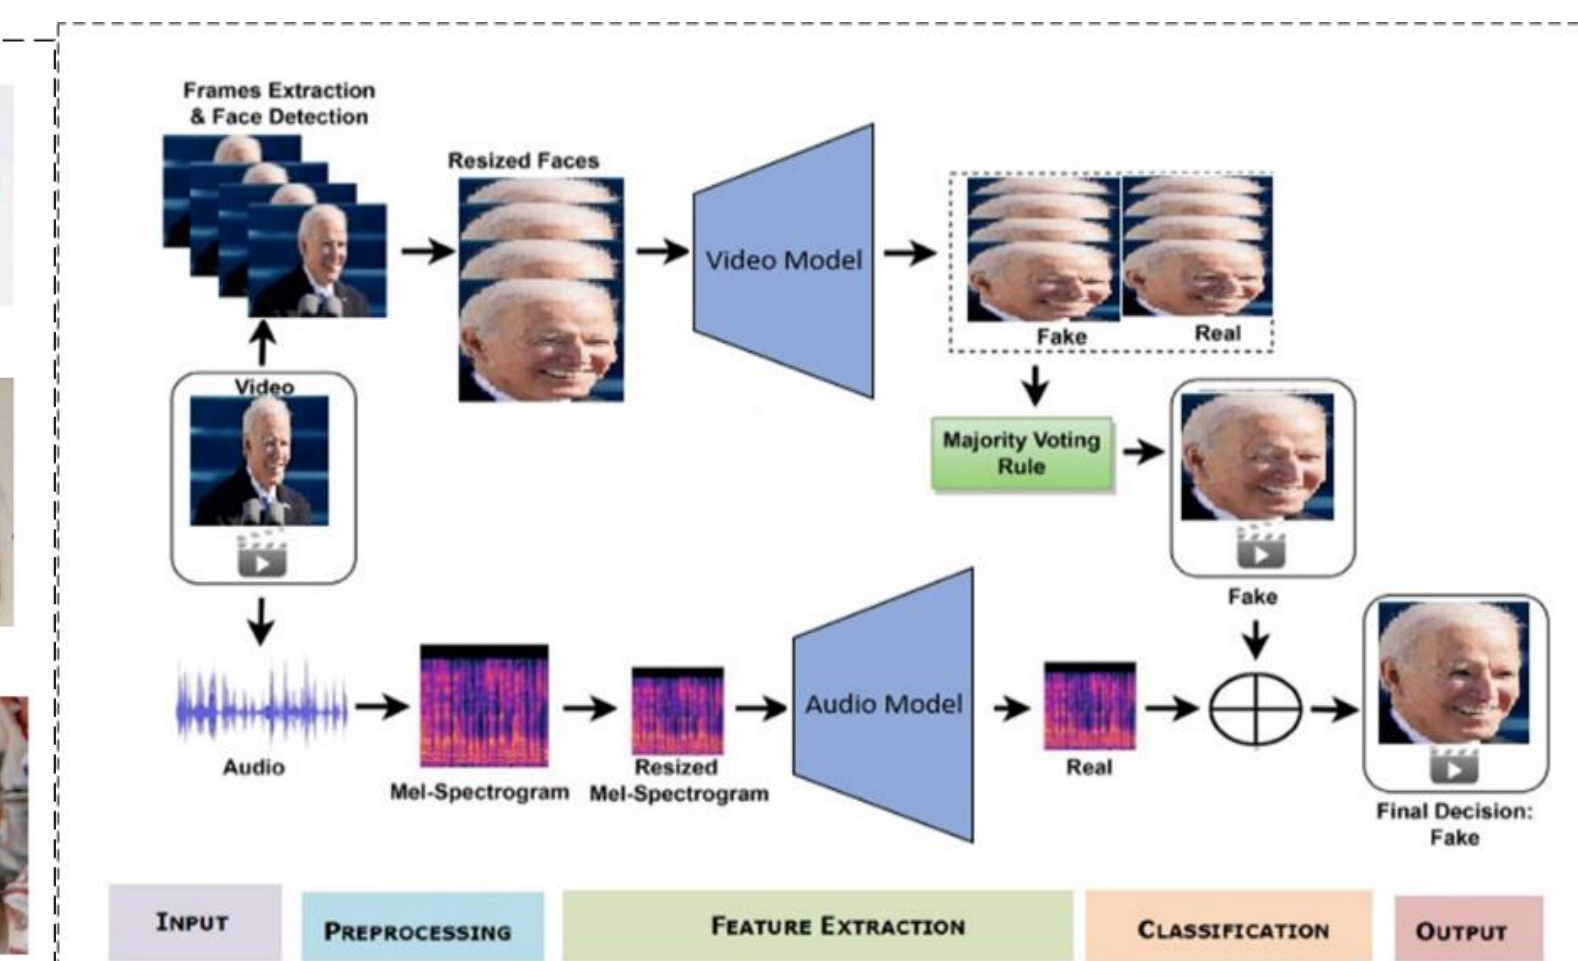 Frames Extraction
& Face Detection
Resized Faces
Video Model
Fake
Real
Video
Majority Voting
Rule
Fake
Audio
Mel-Spectrogram
Resized
Mel-Spectrogram
Audio Model
Real
Final Decision:
Fake
INPUT
PREPROCESSING
FEATURE EXTRACTION
CLASSIFICATION
OUTPUT